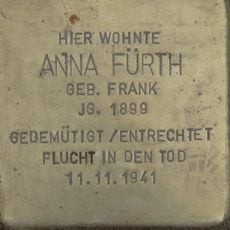 HIER WOHNTE
ANNA FÜRTH
GEB. FRANK
JG. 1899
GEDEMÜTIGT / ENTRECHTET
FLUCHT IN DEN TOD
11.11.1941